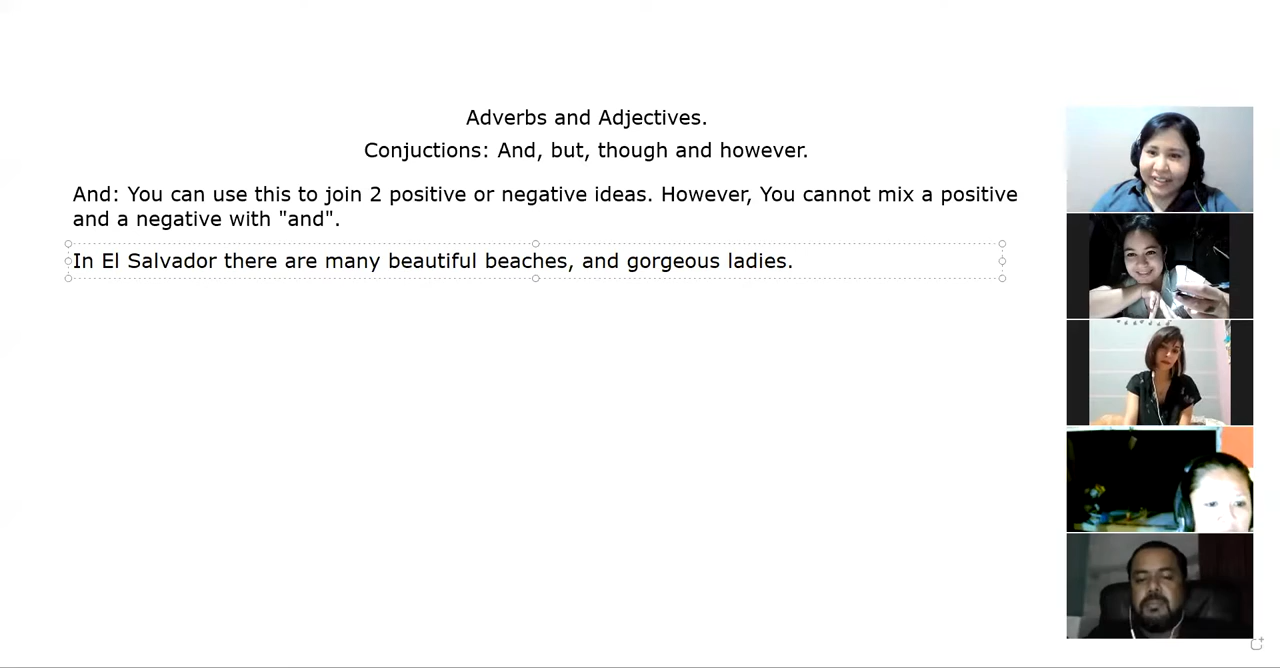 Adverbs and Adjectives.
Conjuctions: And, but, though and however.
And: You can use this to join 2 positive or negative ideas. However, You cannot mix a positive
and a negative with "and".
In El Salvador there are many beautiful beaches, and gorgeous ladies.